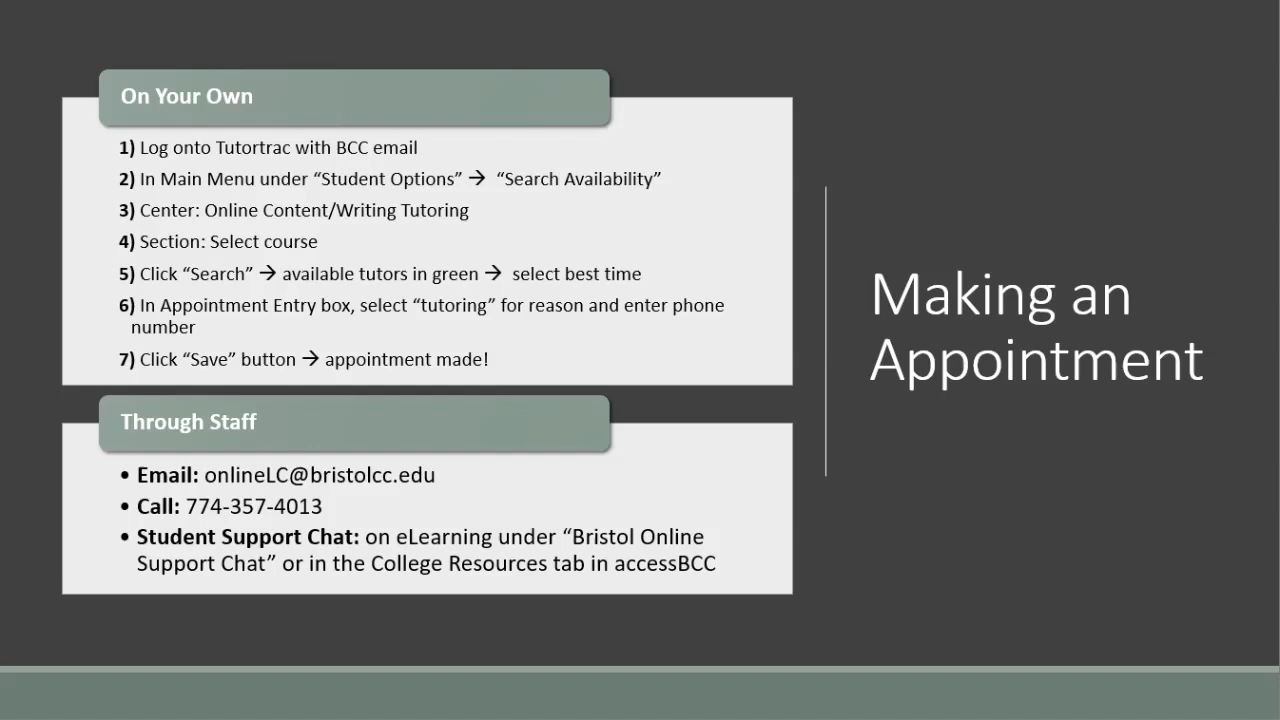 On Your Own
1) Log onto Tutortrac with BCC email
2) In Main Menu under “Student Options” → “Search Availability”
3) Center: Online Content/Writing Tutoring
4) Section: Select course
5) Click “Search” → available tutors in green → select best time
6) In Appointment Entry box, select “tutoring” for reason and enter phone
number
7) Click “Save” button → appointment made!
Through Staff
• Email: onlineLC@bristolcc.edu
• Call: 774-357-4013
• Student Support Chat: on eLearning under “Bristol Online
Support Chat” or in the College Resources tab in accessBCC
Making an
Appointment